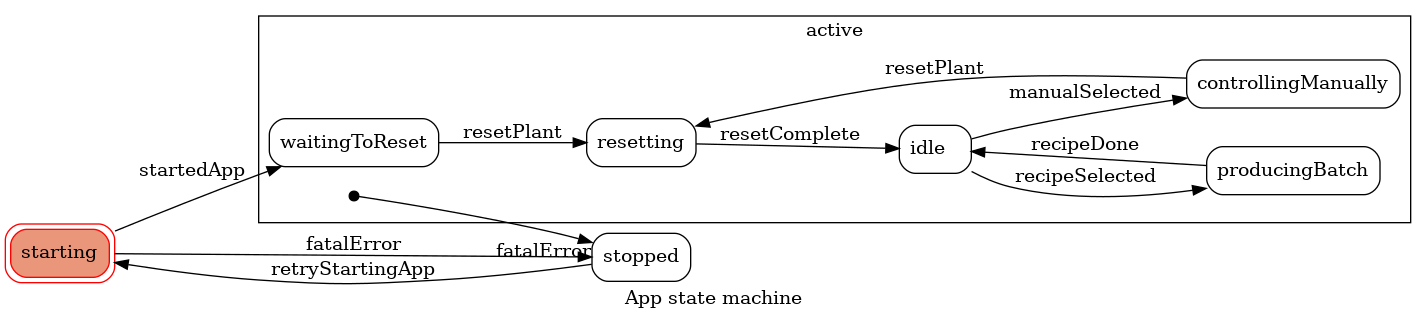 active
resetPlant
controllingManually
manualSelected
waitingToReset
resetPlant
resetting
resetComplete
idle
recipeDone
producingBatch
recipeSelected
startedApp
starting
fatalError
fatalError
stopped
retryStartingApp
App state machine